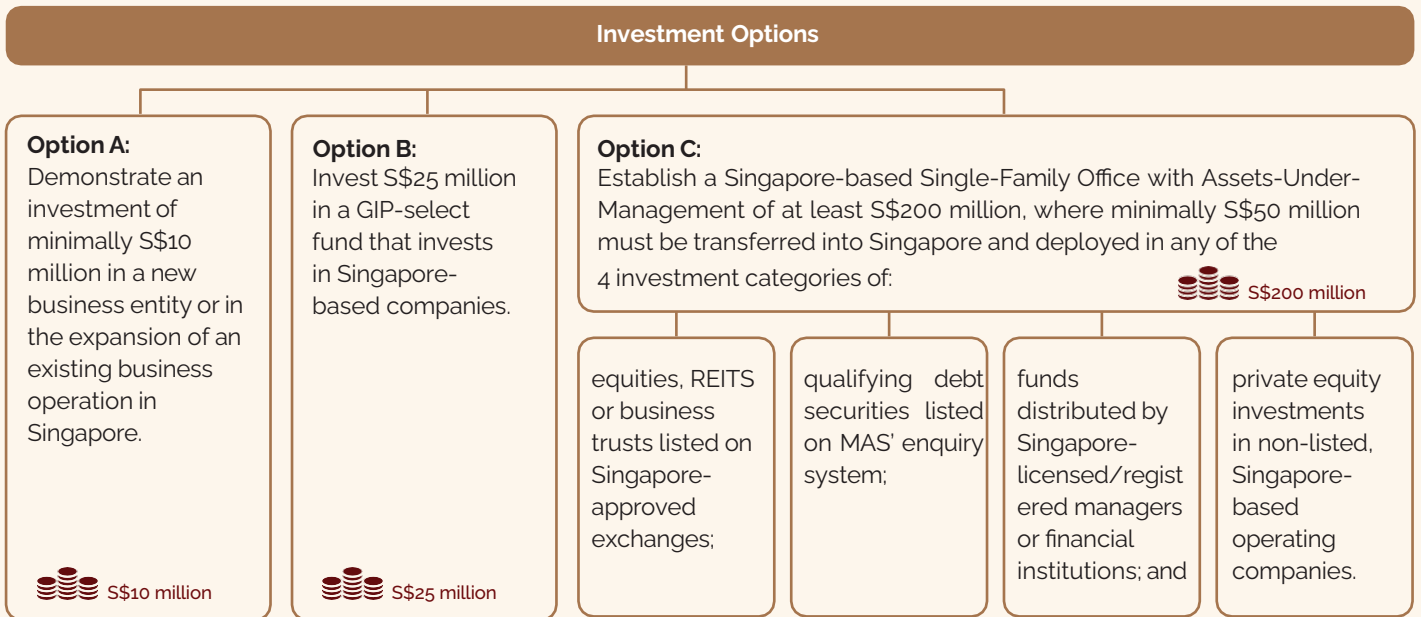 Investment Options
Option A:
Demonstrate an
investment of
minimally S$10
million in a new
business entity or in
the expansion of an
existing business
operation in
Singapore.
S$10 million
Option B:
Invest S$25 million
in a GIP-select
fund that invests
in Singapore-
based companies.
S$25 million
Option C:
Establish a Singapore-based Single-Family Office with Assets-Under-
Management of at least S$200 million, where minimally S$50 million
must be transferred into Singapore and deployed in any of the
4 investment categories of:
S$200 million
equities, REITS
or business
trusts listed on
Singapore-
approved
exchanges;
qualifying debt
securities listed
on MAS' enquiry
system;
funds
distributed by
Singapore-
licensed/regist
ered managers
or financial
institutions; and
private equity
investments
in non-listed,
Singapore-
based
operating
companies.